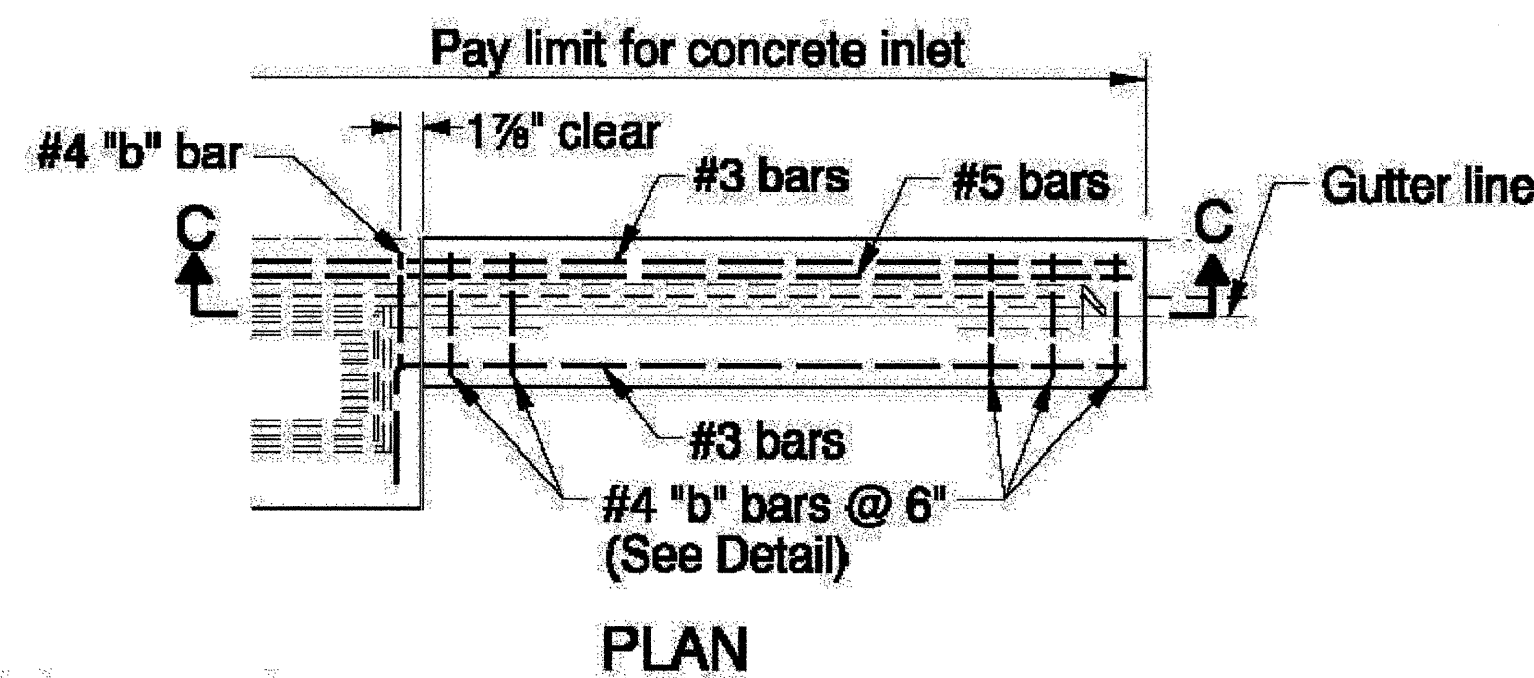 Pay limit for concrete inlet
1⅞" clear
#4 "b" bar
#3 bars
#5 bars
Gutter line
C
C
#3 bars
#4 "b" bars @ 6"
(See Detail)
PLAN